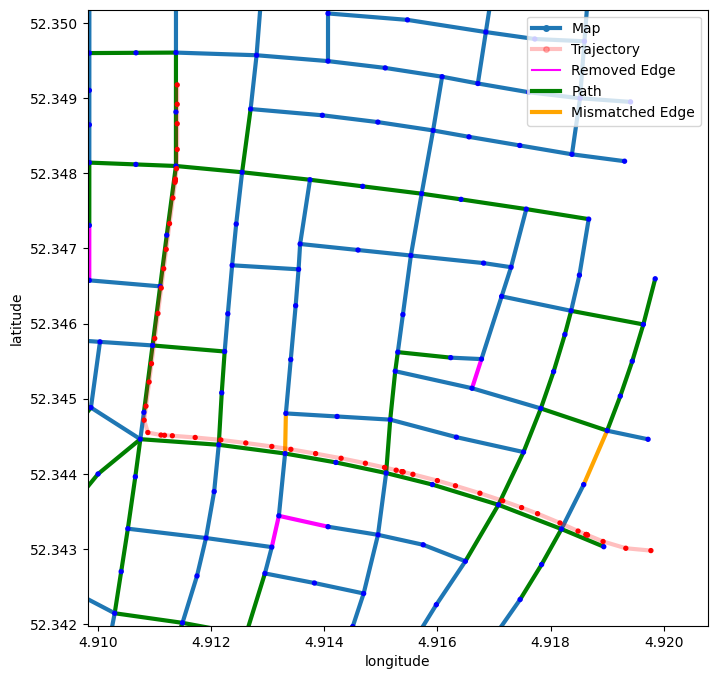 52.350
52.349
52.348
52.347
52.346
52.345
52.344
52.343
52.342
latitude
4.910
4.912
4.914
4.916
4.918
4.920
longitude
Map
Trajectory
Removed Edge
Path
Mismatched Edge